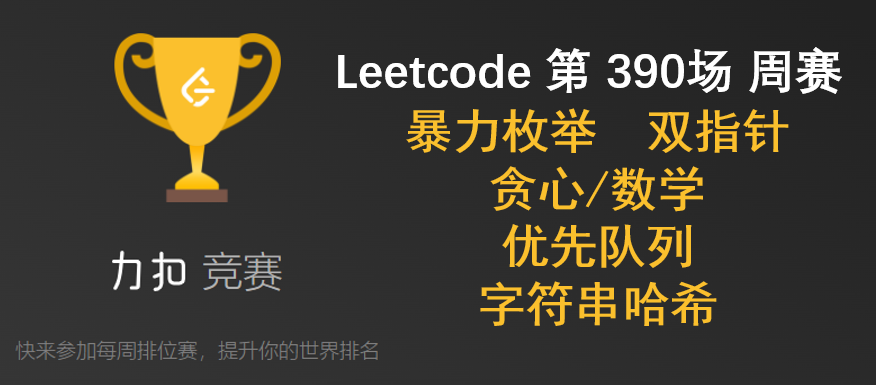 Leetcode 第 390场 周赛
暴力枚举 双指针
贪心/数学
优先队列
字符串哈希
力扣 竞赛
快来参加每周排位赛，提升你的世界排名